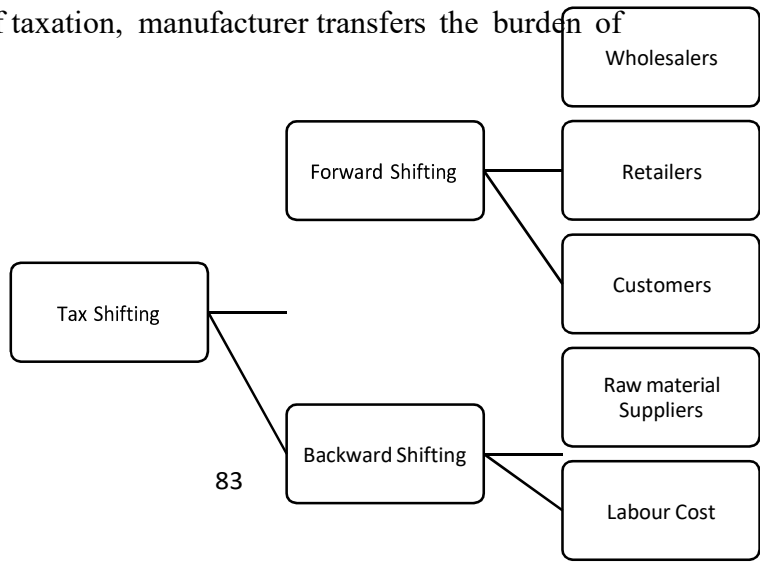 f taxation, manufacturer transfers the burden of
Wholesalers
Forward Shifting
Retailers
Customers
Tax Shifting
Raw material
Suppliers
Backward Shifting
Labour Cost
83